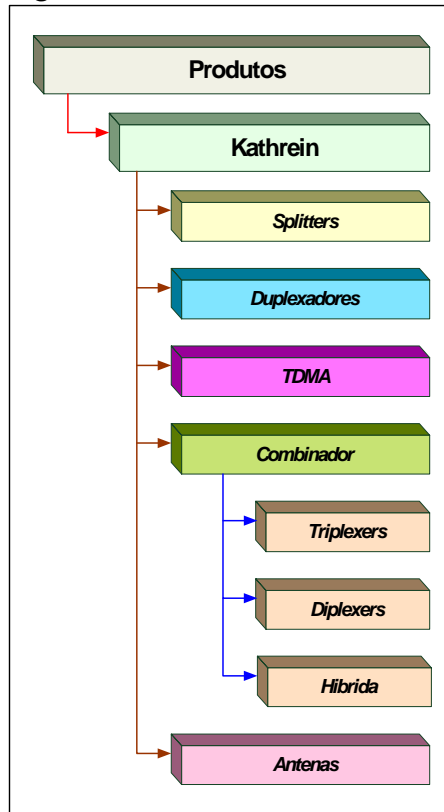 Produtos
Kathrein
Splitters
Duplexadores
TDMA
Combinador
Triplexers
Diplexers
Hibrida
Antenas